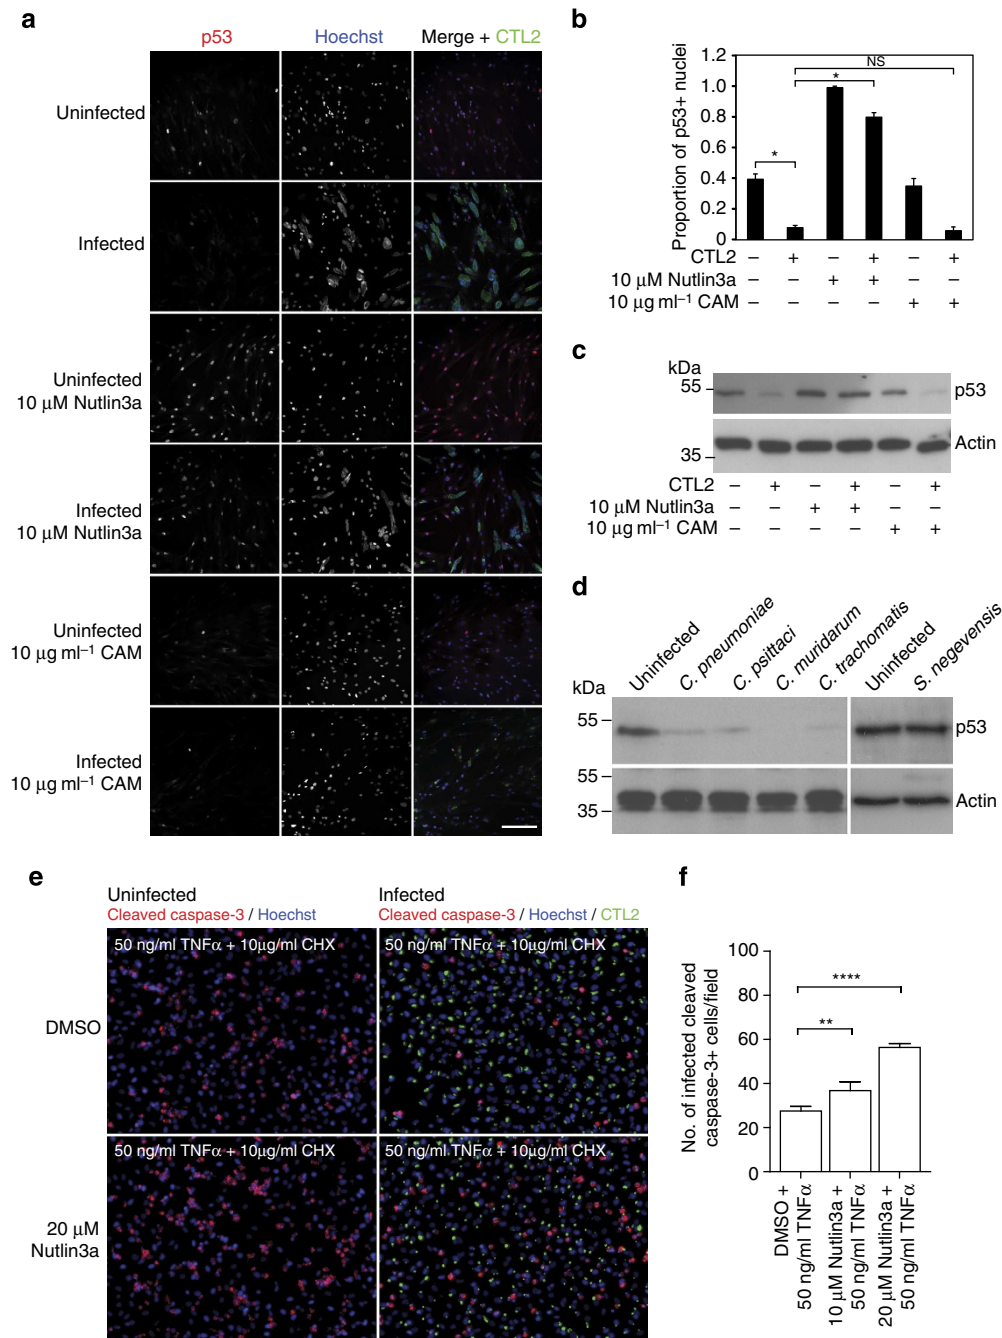 a
p53 Hoechst Merge + CTL2
Uninfected
Infected
Uninfected
10 μM Nutlin3a
Infected
10 μM Nutlin3a
Uninfected
10 μg ml⁻¹ CAM
Infected
10 μg ml⁻¹ CAM
b
Proportion of p53+ nuclei
1.2
1.0
0.8
0.6
0.4
0.2
0
*
*
NS
CTL2 – + – + – +
10 μM Nutlin3a – – + + – –
10 μg ml⁻¹ CAM – – – – + +
c
kDa
55
p53
35
Actin
CTL2 – + – + – +
10 μM Nutlin3a – – + + – –
10 μg ml⁻¹ CAM – – – – + +
d
Uninfected
C. pneumoniae
C. psittaci
C. muridarum
C. trachomatis
Uninfected
S. negevensis
kDa
55
p53
55
35
Actin
e
Uninfected
Cleaved caspase-3 / Hoechst
Infected
Cleaved caspase-3 / Hoechst / CTL2
50 ng/ml TNFα + 10μg/ml CHX
50 ng/ml TNFα + 10μg/ml CHX
DMSO
50 ng/ml TNFα + 10μg/ml CHX
50 ng/ml TNFα + 10μg/ml CHX
20 μM
Nutlin3a
f
No. of infected cleaved
caspase-3+ cells/field
100
80
60
40
20
0
**
****
DMSO +
50 ng/ml TNFα
10 μM Nutlin3a +
50 ng/ml TNFα
20 μM Nutlin3a +
50 ng/ml TNFα